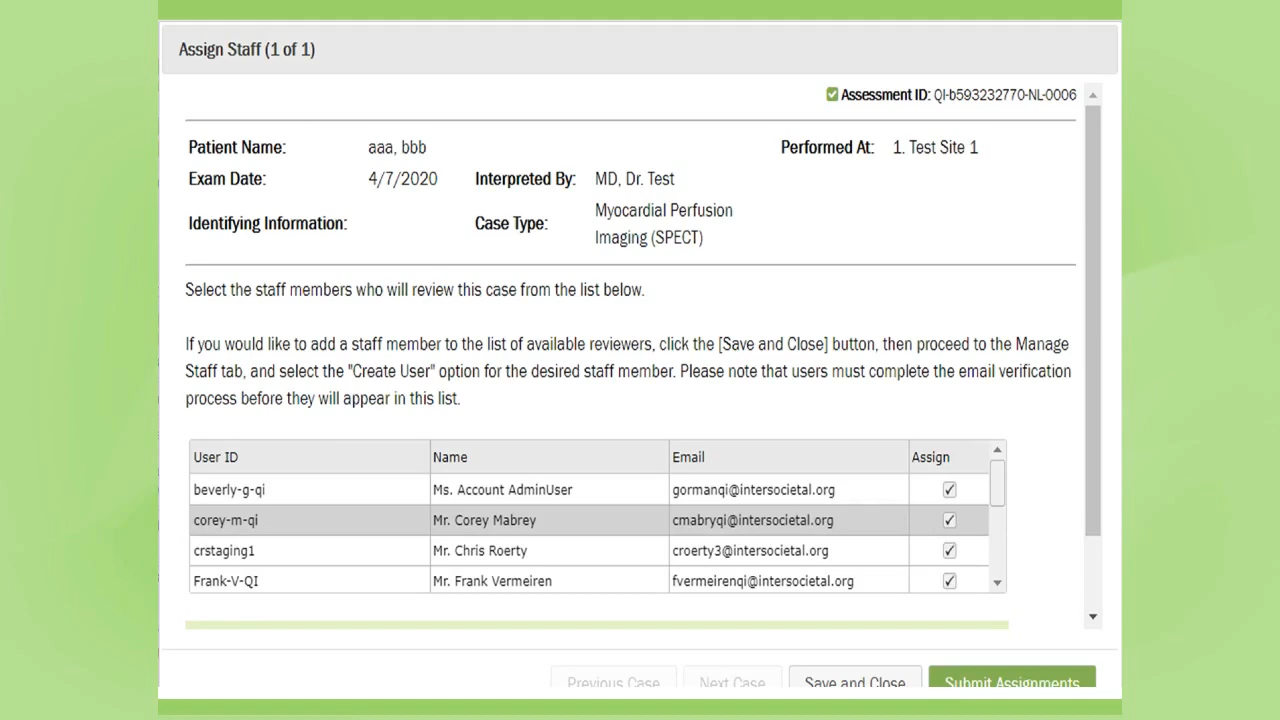 Assign Staff (1 of 1)
Assessment ID: QI-b593232770-NL-0006
Patient Name: aaa, bbb Performed At: 1. Test Site 1
Exam Date: 4/7/2020 Interpreted By: MD, Dr. Test
Identifying Information: Case Type: Myocardial Perfusion
Imaging (SPECT)
Select the staff members who will review this case from the list below.
If you would like to add a staff member to the list of available reviewers, click the [Save and Close] button, then proceed to the Manage
Staff tab, and select the "Create User" option for the desired staff member. Please note that users must complete the email verification
process before they will appear in this list.
User ID Name Email Assign
beverly-g-qi Ms. Account AdminUser gormanqi@intersocietal.org
corey-m-qi Mr. Corey Mabrey cmabryqi@intersocietal.org
crstaging1 Mr. Chris Roerty croerty3@intersocietal.org
Frank-V-QI Mr. Frank Vermeiren fvermeirenqi@intersocietal.org
Previous Case Next Case Save and Close Submit Assignments